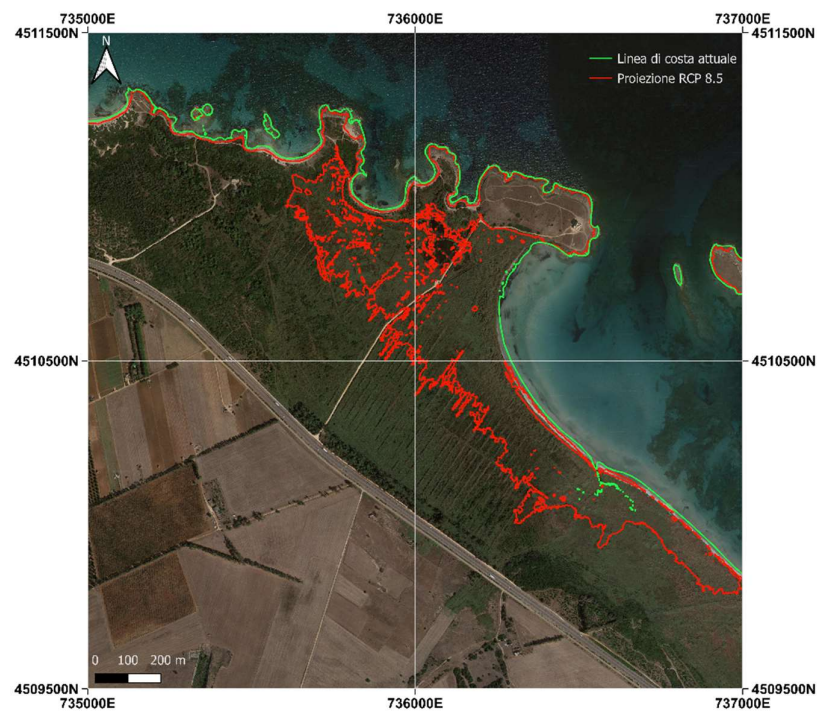 735000E 736000E 737000E
4511500N 4511500N
N
Linea di costa attuale
Proiezione RCP 8.5
4510500N 4510500N
0 100 200 m
4509500N 4509500N
735000E 736000E 737000E